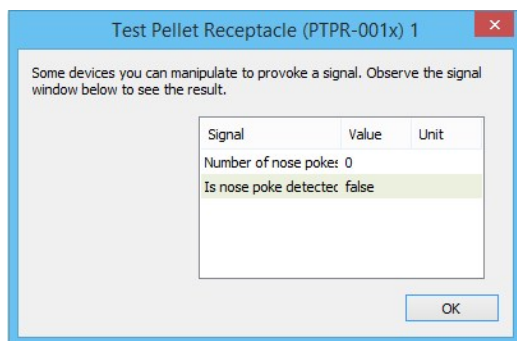 Test Pellet Receptacle (PTPR-001x) 1
Some devices you can manipulate to provoke a signal. Observe the signal
window below to see the result.
Signal Value Unit
Number of nose pokes 0
Is nose poke detectec false
OK